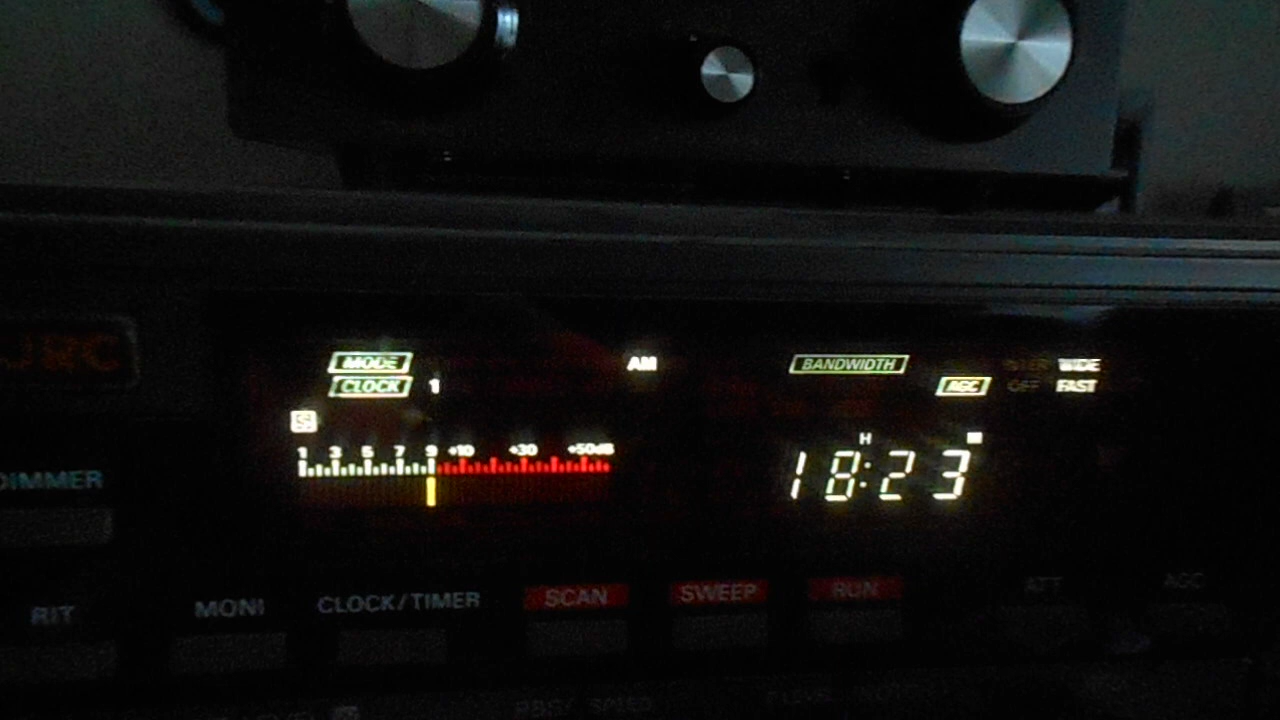 MODE AM BANDWIDTH INTER WIDE
CLOCK 1 AGC OFF FAST
JRC
S
H
1 3 5 7 9 +10 +30 +50dB
18:23
DIMMER
RIT MONI CLOCK/TIMER SCAN SWEEP RUN ATT AGC